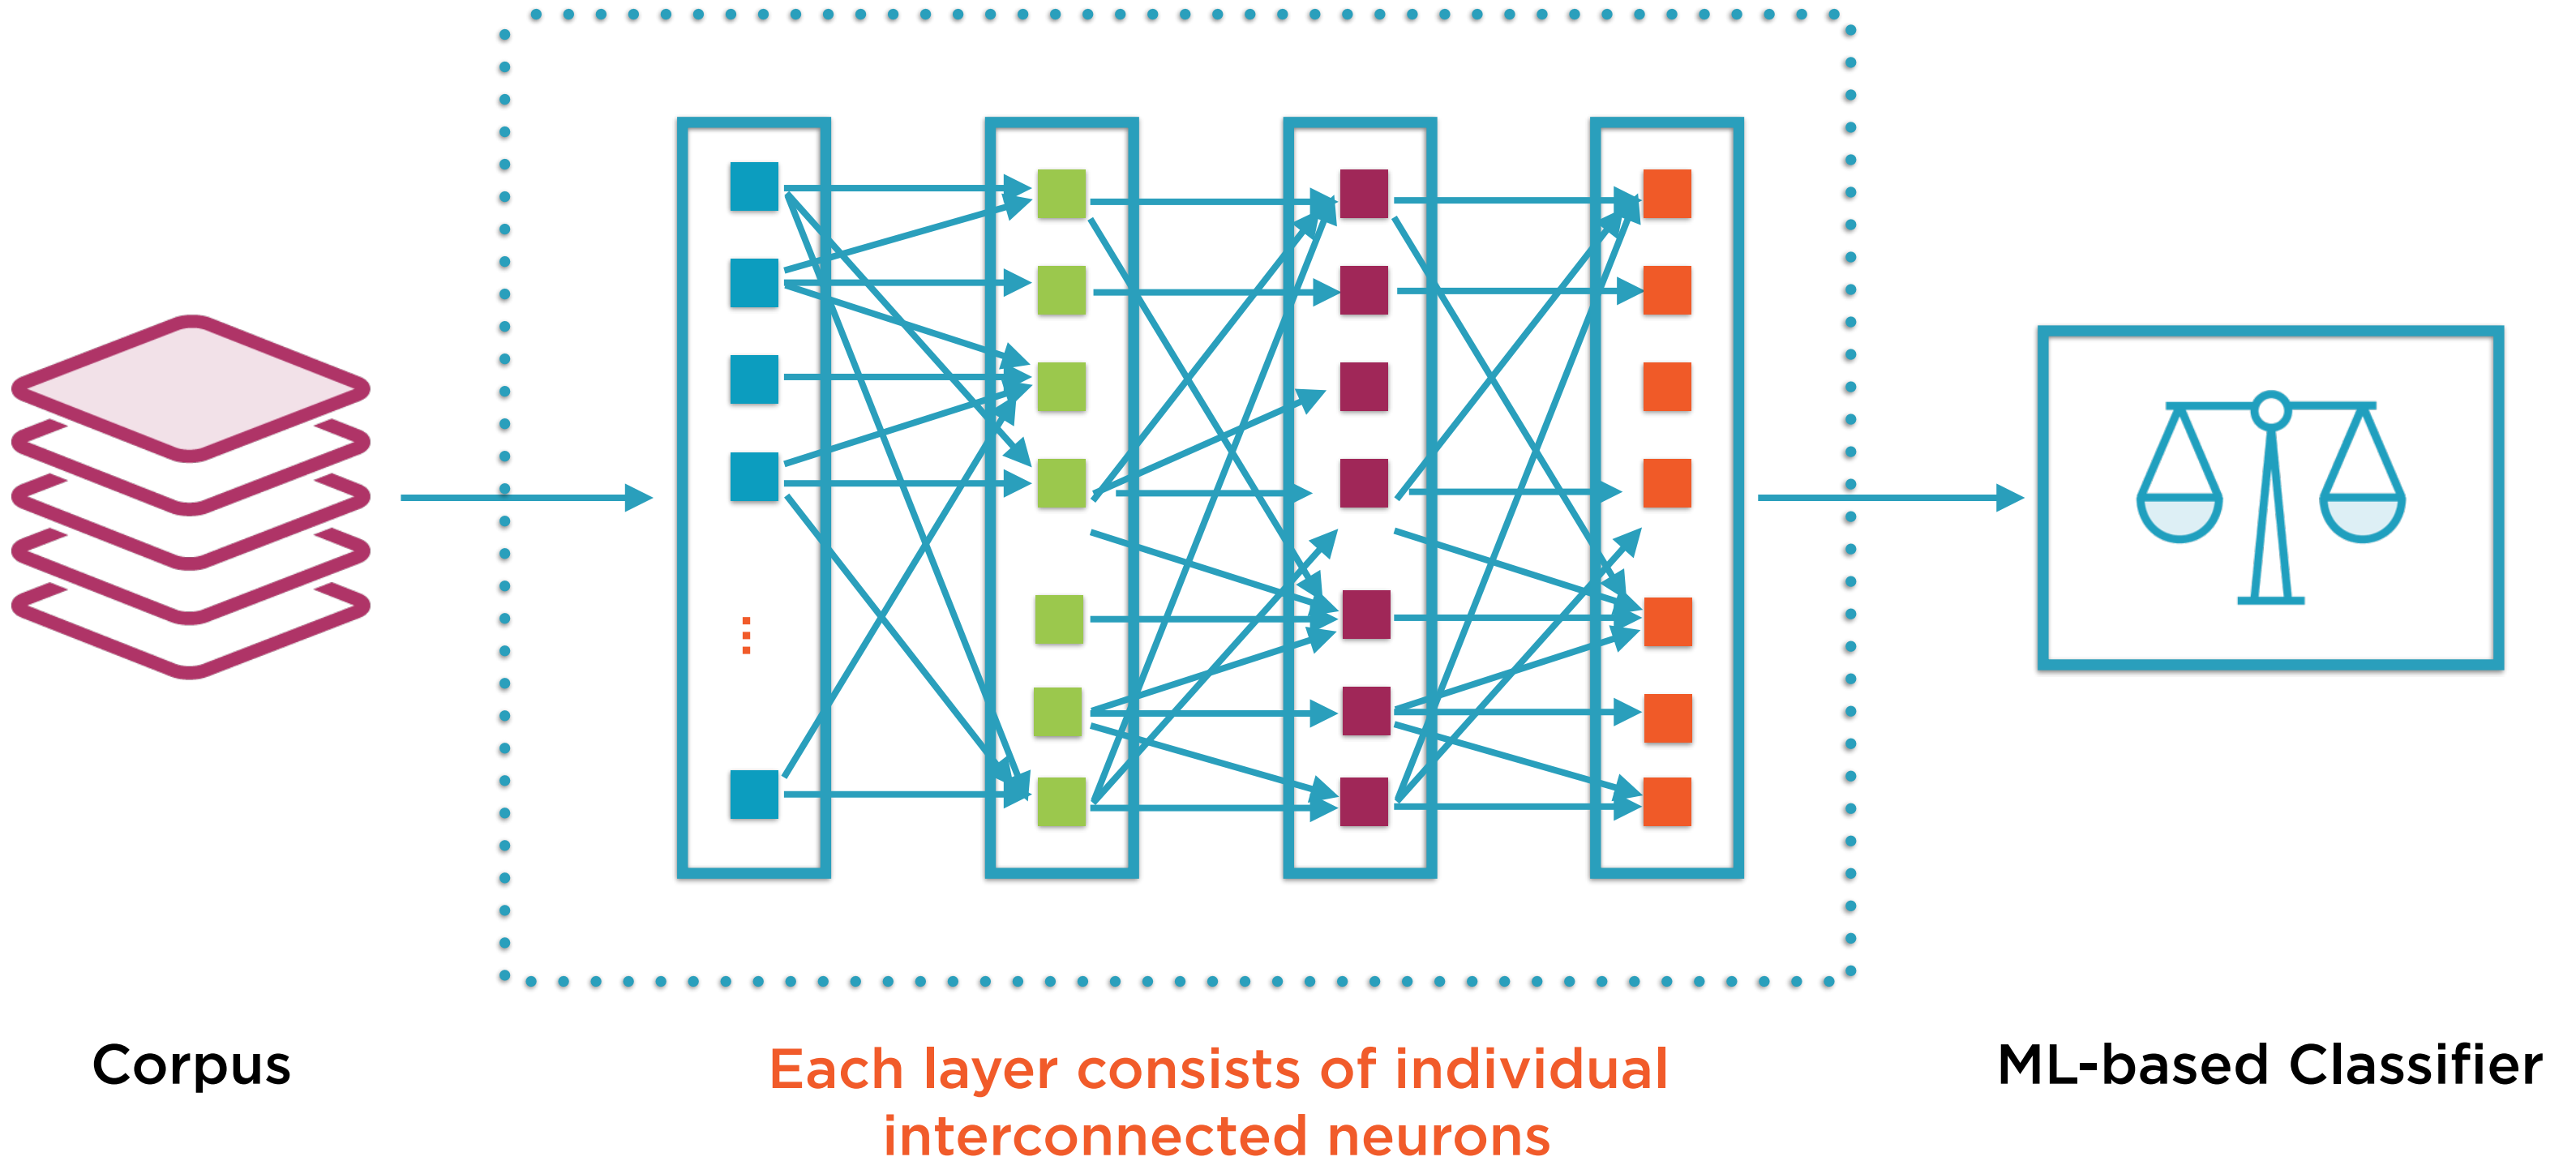 Corpus
Each layer consists of individual
interconnected neurons
ML-based Classifier